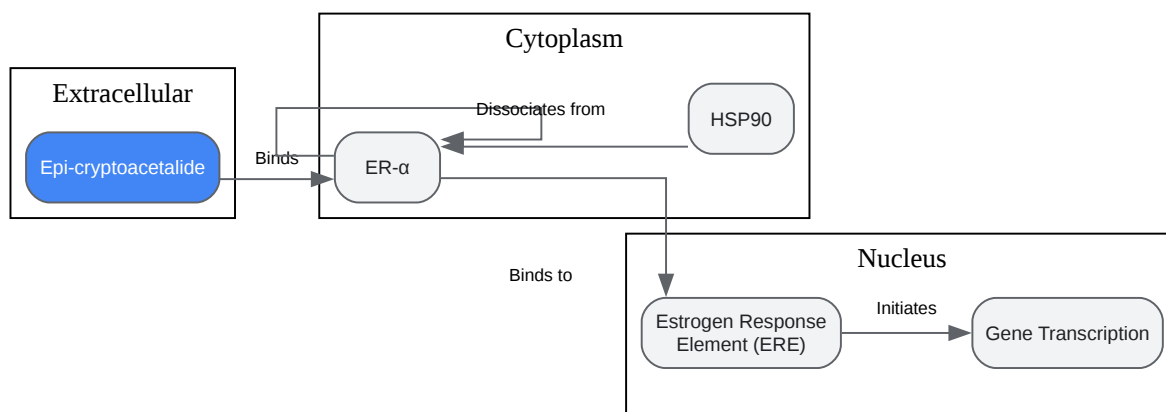 Cytoplasm
Extracellular
Dissociates from
HSP90
Epi-cryptoacetalide
Binds
ER-α
Nucleus
Binds to
Estrogen Response
Element (ERE)
Initiates
Gene Transcription